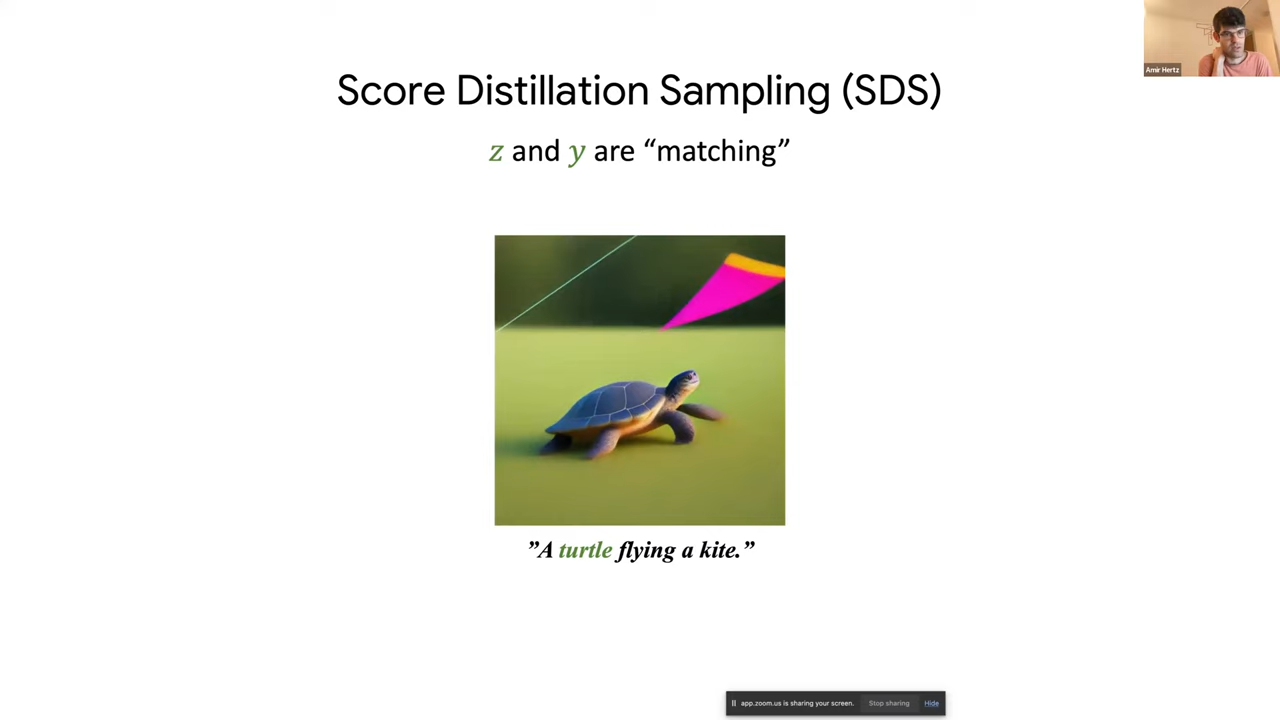 Amir Hertz
Score Distillation Sampling (SDS)
z and y are “matching”
”A turtle flying a kite.”
app.zoom.us is sharing your screen. Stop sharing Hide